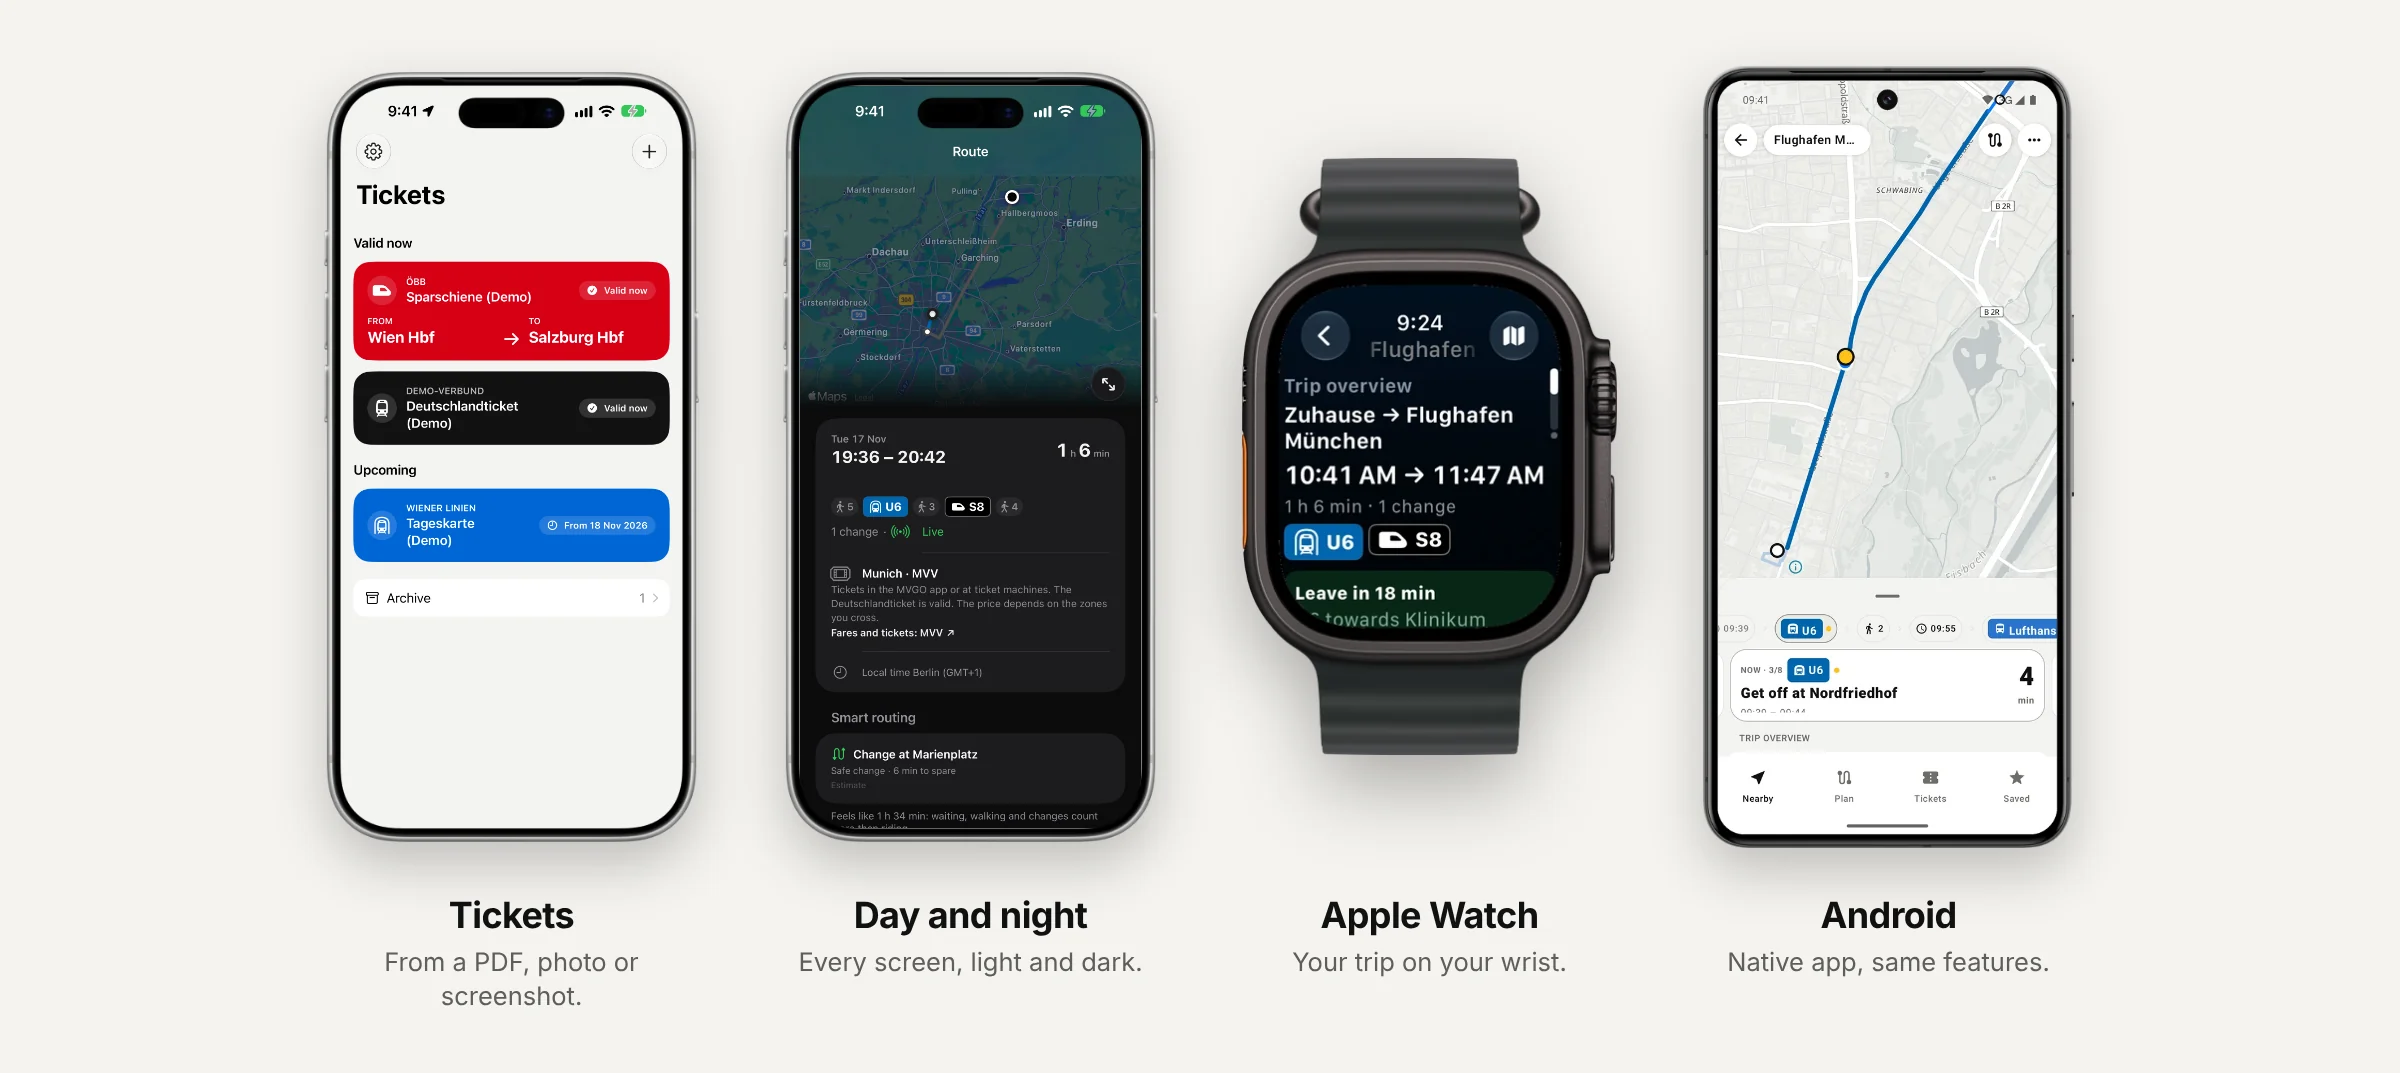 9:41
Tickets
Valid now
ÖBB
Sparschiene (Demo)
Valid now
FROM
TO
Wien Hbf → Salzburg Hbf
DEMO-VERBUND
Deutschlandticket
(Demo)
Valid now
Upcoming
WIENER LINIEN
Tageskarte
(Demo)
From 18 Nov 2026
Archive
1
Tickets
From a PDF, photo or
screenshot.
9:41
Route
Markt Indersdorf
Pulling
Hallbergmoos
Erding
Unterschleißheim
Dachau
Garching
Fürstenfeldbruck
Germering
Parsdorf
Stockdorf
Vaterstetten
Maps
Tue 17 Nov
19:36 – 20:42
1 h 6 min
5 U6 3 S8 4
1 change · Live
Munich · MVV
Tickets in the MVGO app or at ticket machines. The
Deutschlandticket is valid. The price depends on the zones
you cross.
Fares and tickets: MVV ↗
Local time Berlin (GMT+1)
Smart routing
Change at Marienplatz
Safe change · 6 min to spare
Estimate
Feels like 1 h 34 min: waiting, walking and changes count
Day and night
Every screen, light and dark.
9:24
Flughafen
Trip overview
Zuhause → Flughafen
München
10:41 AM → 11:47 AM
1 h 6 min · 1 change
U6 S8
Leave in 18 min
towards Klinikum
Apple Watch
Your trip on your wrist.
09:41
Flughafen M...
SCHWABING
B 2R
B 2R
Eisbach
09:39
U6
2
09:55
Lufthans
NOW · 3/8 U6
Get off at Nordfriedhof
4
min
TRIP OVERVIEW
Nearby
Plan
Tickets
Saved
Android
Native app, same features.